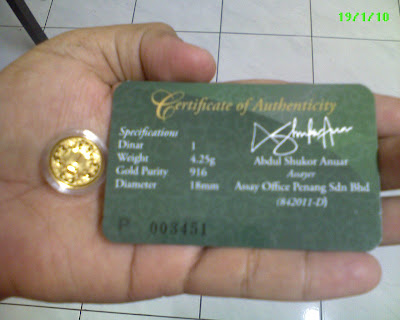 19/1/10
Certificate of Authenticity
Specifications
Dinar 1
Weight 4.25g
Gold Purity 916
Diameter 18mm
Abdul Shukor Anuar
Assayer
Assay Office Penang Sdn Bhd
(842011-D)
P 003451